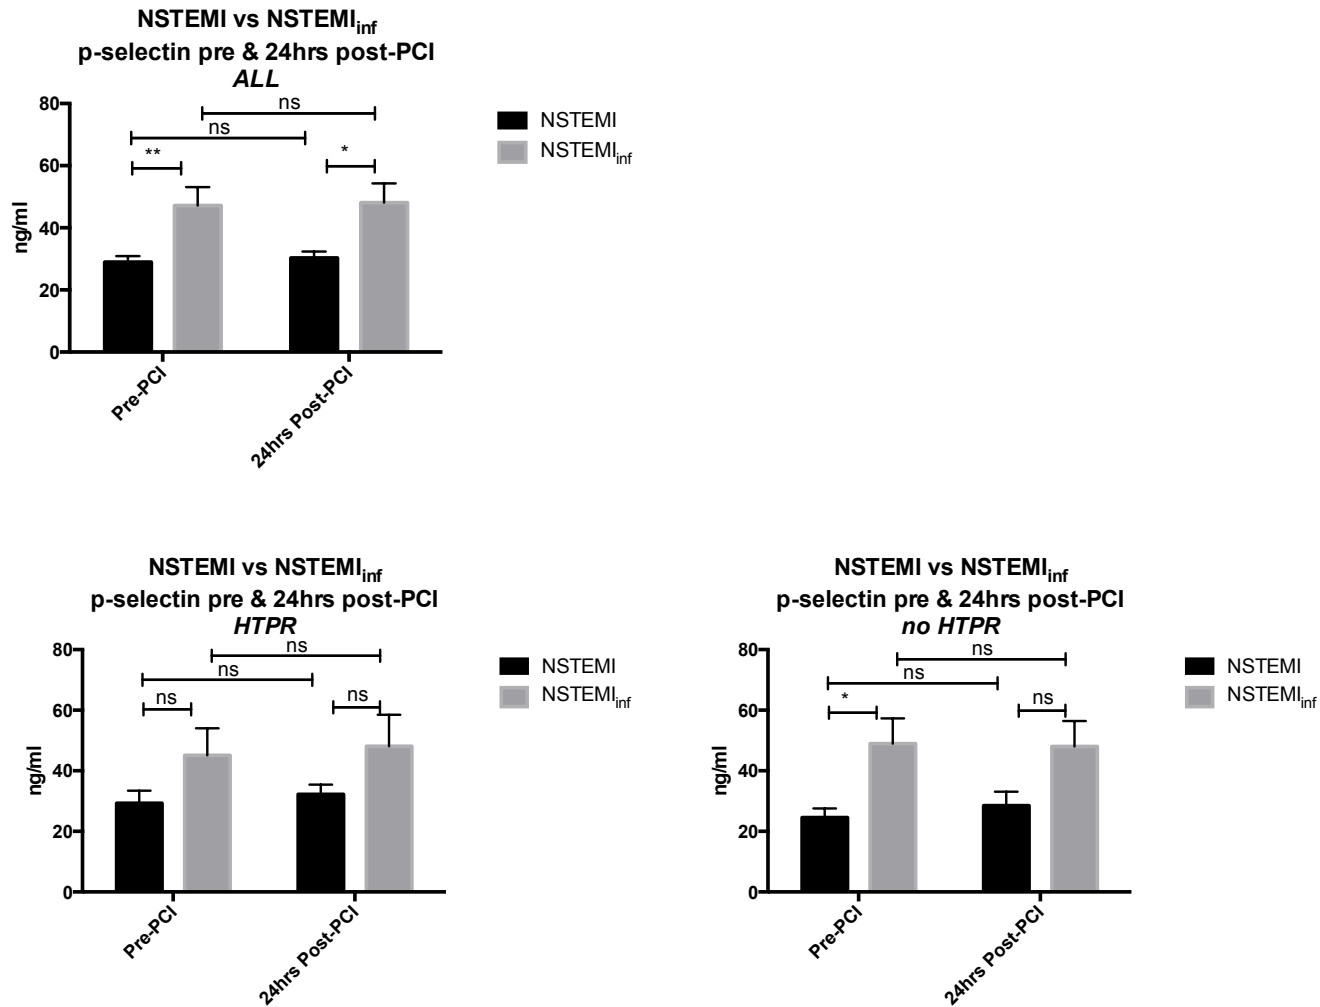 NSTEMI vs NSTEMIinf
p-selectin pre & 24hrs post-PCI
ALL
80
60
40
20
0
ng/ml
ns
ns
**
*
Pre-PCI
24hrs Post-PCI
NSTEMI
NSTEMIinf
NSTEMI vs NSTEMIinf
p-selectin pre & 24hrs post-PCI
HTPR
80
60
40
20
0
ng/ml
ns
ns
ns
ns
Pre-PCI
24hrs Post-PCI
NSTEMI
NSTEMIinf
NSTEMI vs NSTEMIinf
p-selectin pre & 24hrs post-PCI
no HTPR
80
60
40
20
0
ng/ml
ns
ns
*
ns
Pre-PCI
24hrs Post-PCI
NSTEMI
NSTEMIinf